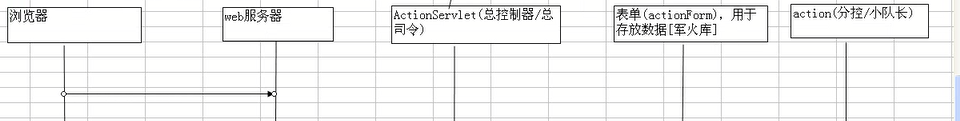 浏览器
web服务器
ActionServlet(总控制器/总
司令)
表单(actionForm), 用于
存放数据[军火库]
action(分控/小队长)